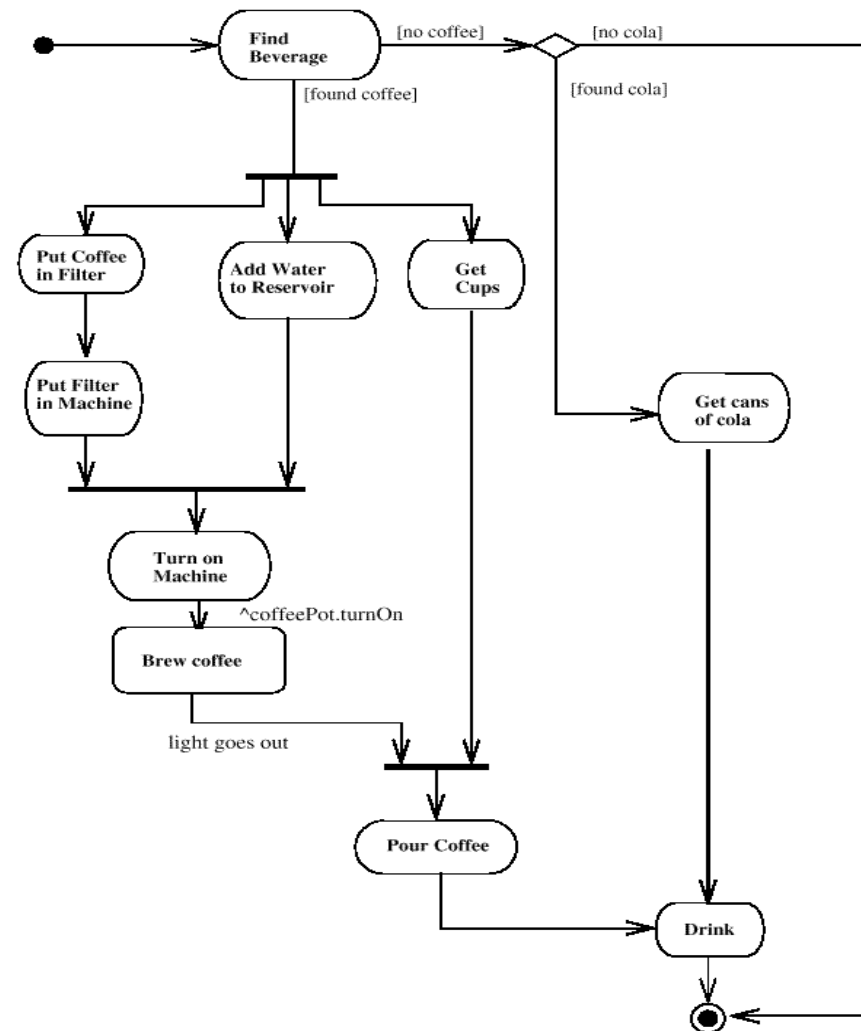 Find
Beverage
[no coffee]
[no cola]
[found coffee]
[found cola]
Put Coffee
in Filter
Add Water
to Reservoir
Get
Cups
Put Filter
in Machine
Get cans
of cola
Turn on
Machine
^coffeePot.turnOn
Brew coffee
light goes out
Pour Coffee
Drink